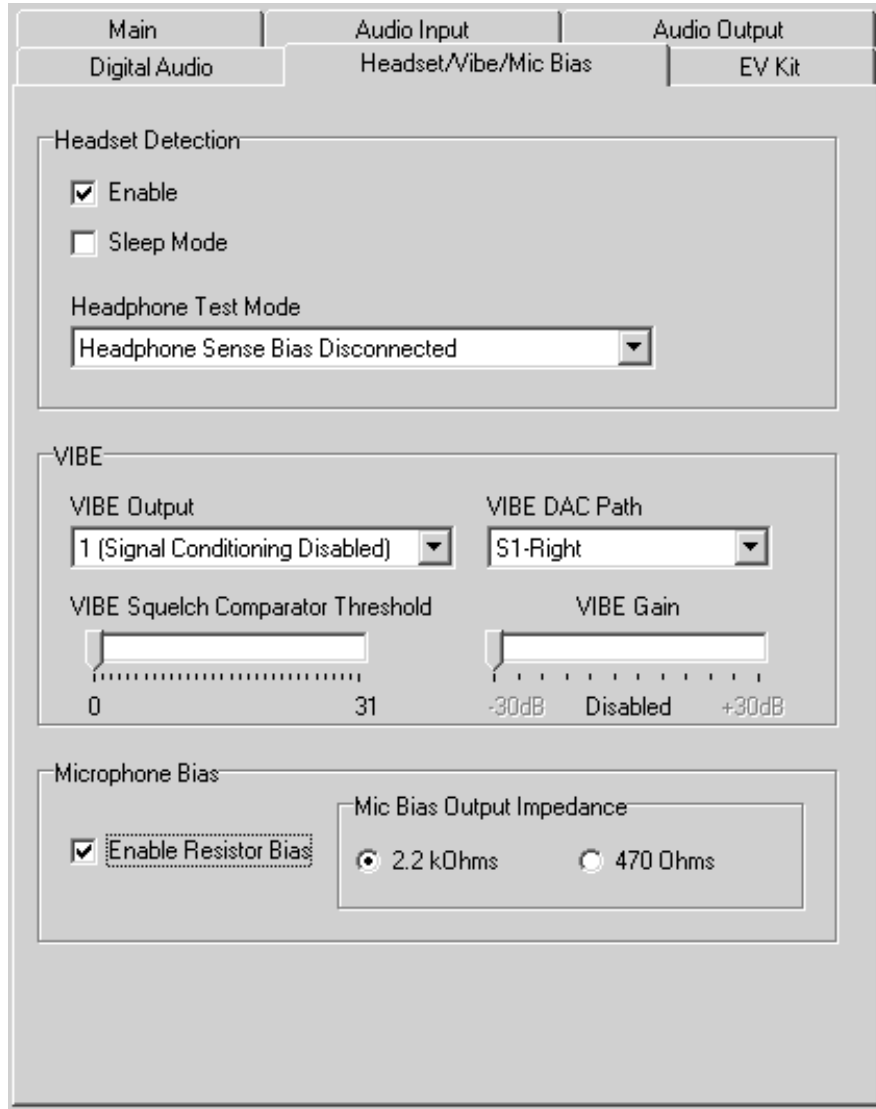 Main Audio Input Audio Output
Digital Audio Headset/Vibe/Mic Bias EV Kit
Headset Detection
Enable
Sleep Mode
Headphone Test Mode
Headphone Sense Bias Disconnected
VIBE
VIBE Output VIBE DAC Path
1 (Signal Conditioning Disabled) S1-Right
VIBE Squelch Comparator Threshold VIBE Gain
0 31 -30dB Disabled +30dB
Microphone Bias
Mic Bias Output Impedance
Enable Resistor Bias 2.2 kOhms 470 Ohms